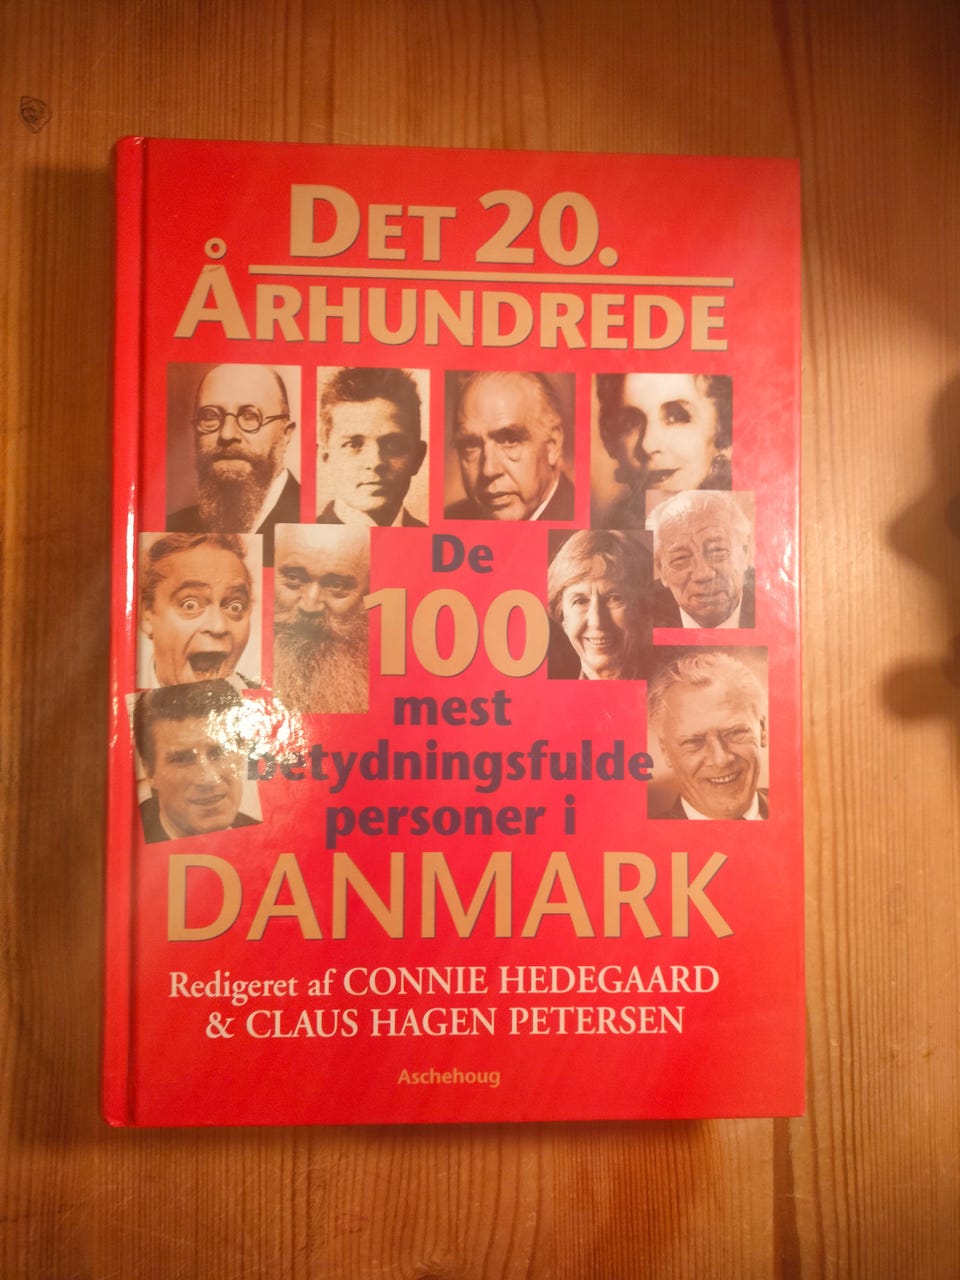 DET 20.
ÅRHUNDREDE
De
100
mest
betydningsfulde
personer i
DANMARK
Redigeret af CONNIE HEDEGAARD
& CLAUS HAGEN PETERSEN
Aschehoug